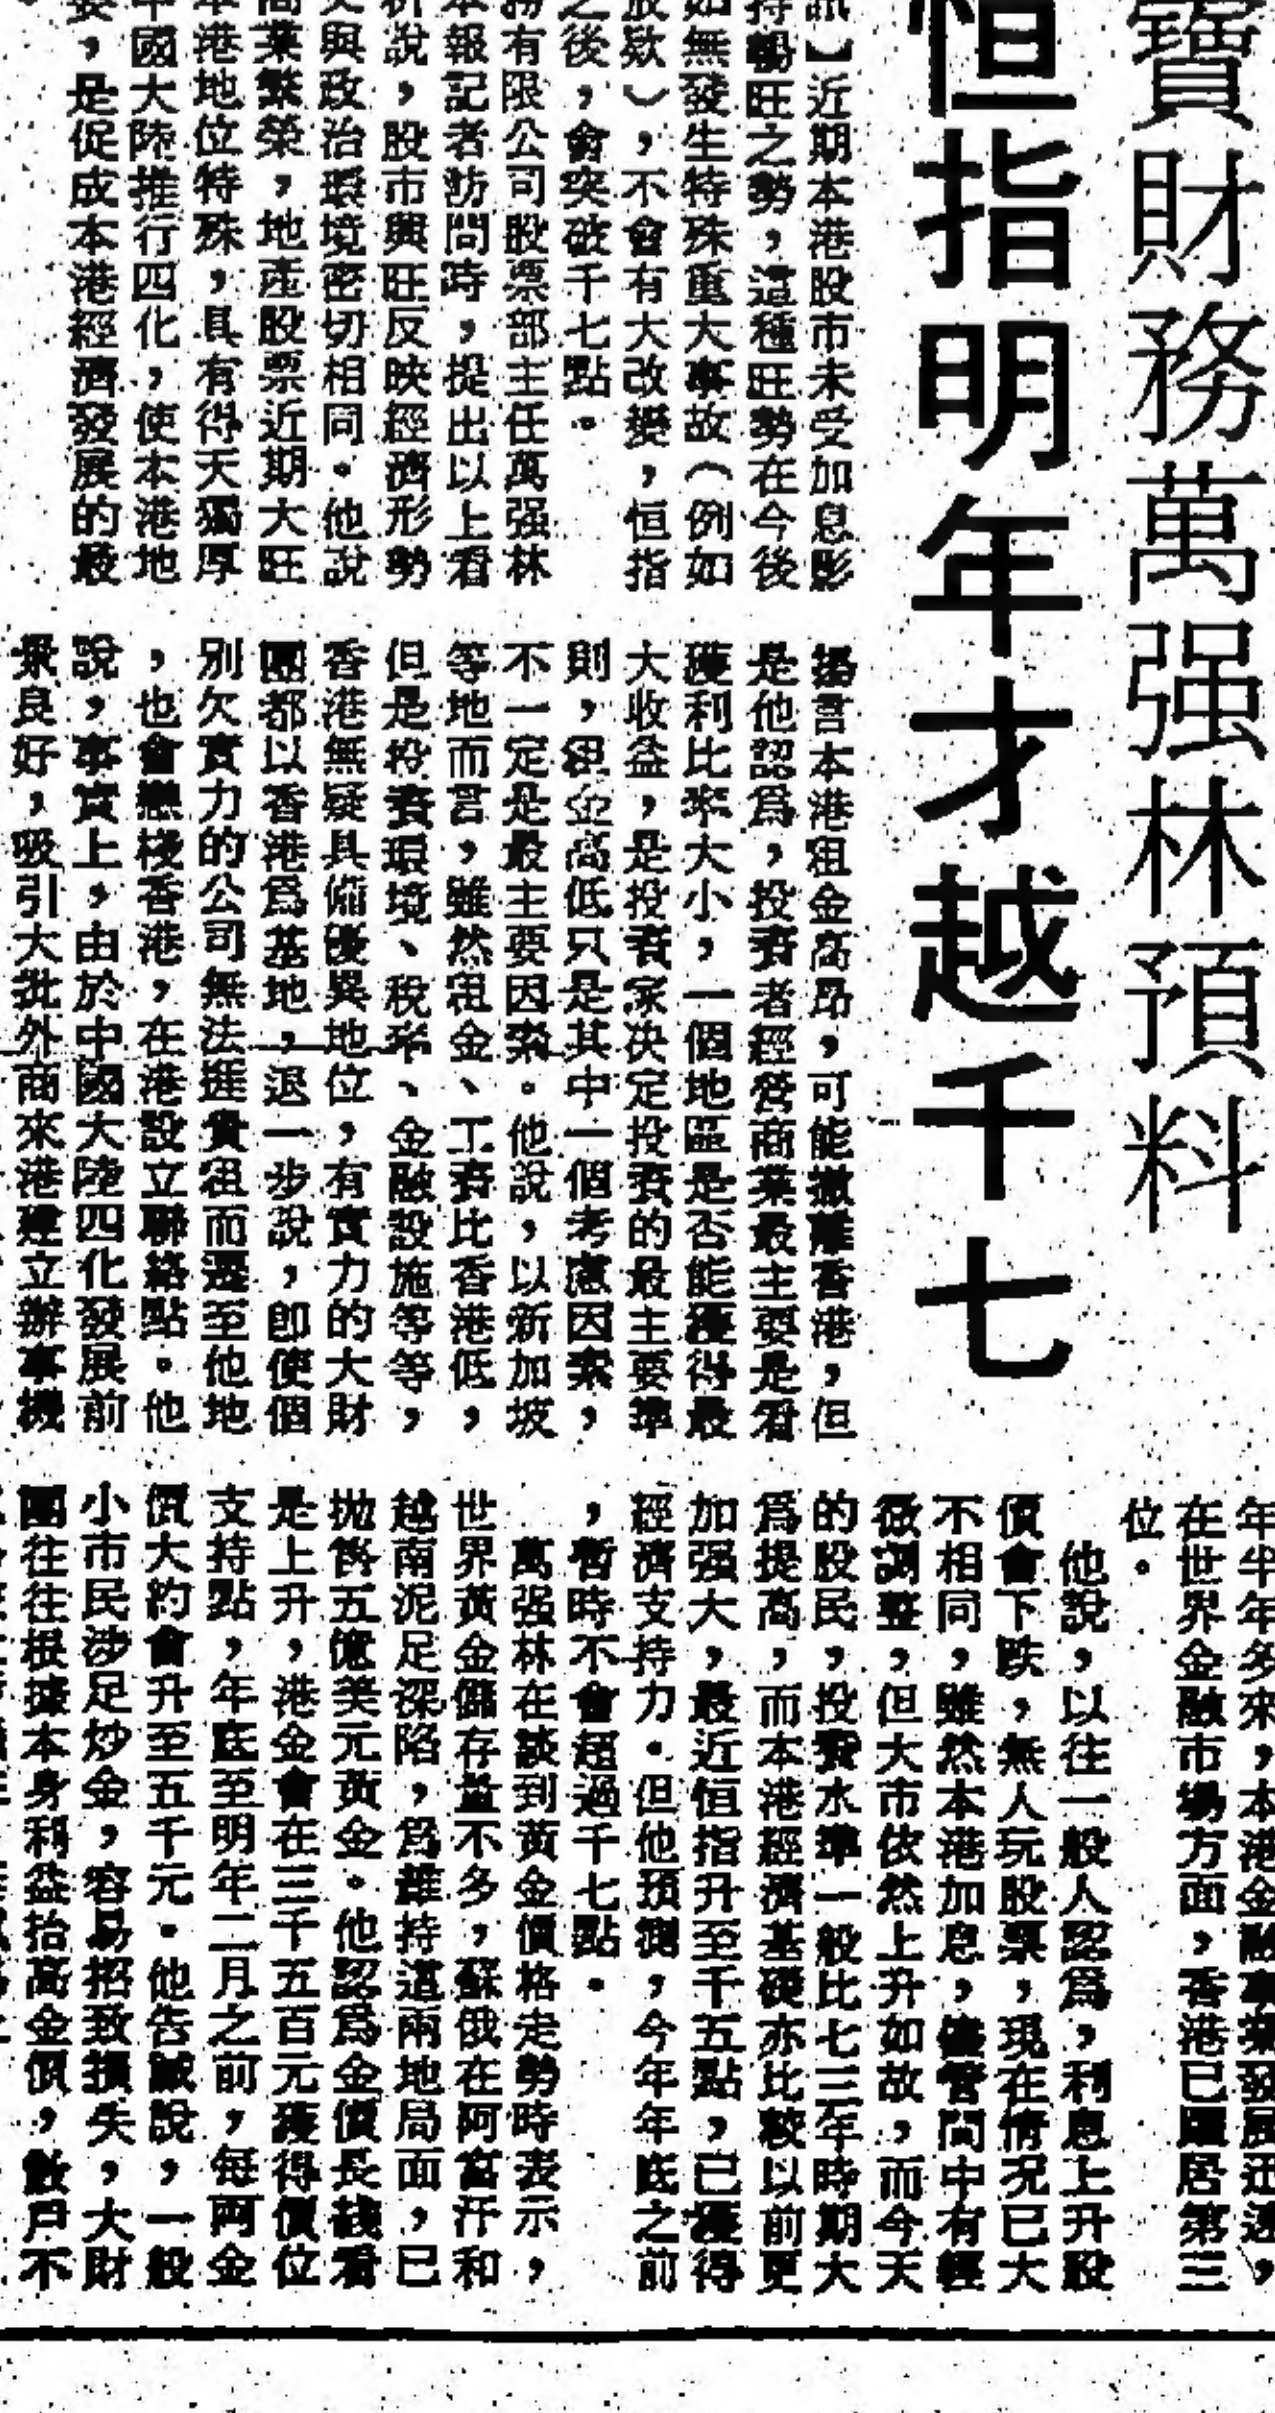 寶財務萬强林預料
恒指明年才越千七
訊】近期本港股市未受加息影
持暢旺之勢，這種旺勢在今後
如無發生特殊重大事故（例如
放欵），不會有大改變，恒指
之後，會突破千七點。
務有限公司股票部主任萬强林
本報記者訪問時，提出以上看
析說，股市興旺反映經濟形勢
與政治環境密切相同。他說
商業繁榮，地產股票近期大旺
本港地位特殊，具有得天獨厚
中國大陸推行四化，使本港地
要，是促成本港經濟發展的最
揚言本港租金高昂，可能撤離香港，但
是他認爲，投資者經營商業最主要是看
獲利比率大小，一個地區是否能獲得最
大收益，是投資家决定投資的最主要準
則，租金高低只是其中一個考慮因素，
不一定是最主要因素。他說，以新加坡
等地而言，雖然租金、工資比香港低，
但是投資環境、稅率、金融設施等等，
香港無疑具備優異地位，有實力的大財
團都以香港爲基地，退一步說，卽使個
別欠實力的公司無法進貴租而遷至他地
，也會戀棧香港，在港設立聯絡點。他
說，事實上，由於中國大陸四化發展前
景良好，吸引大批外商來港建立辦事機
年半年多來，本港金融事業發展迅速，
在世界金融市場方面，香港已躍居第三
位。
他說，以往一般人認爲，利息上升股
價會下跌，無人玩股票，現在情况已大
不相同，雖然本港加息，儘管間中有輕
微調整，但大市依然上升如故，而今天
的股民，投資水準一般比七三年時期大
爲提高，而本港經濟基礎亦比較以前更
加强大，最近恒指升至千五點，已獲得
經濟支持力。但他預測，今年年底之前
，暫時不會超過千七點。
萬强林在談到黃金價格走勢時表示，
世界黃金儲存量不多，蘇俄在阿富汗和
越南泥足深陷，爲維持這兩地局面，已
拋售五億美元黃金。他認爲金價長綫看
是上升，港金會在三千五百元獲得價位
支持點，年底至明年二月之前，每兩金
價大約會升至五千元。他告誡說，一般
小市民涉足炒金，容易招致損失，大財
團往往根據本身利益抬高金價，散戶不